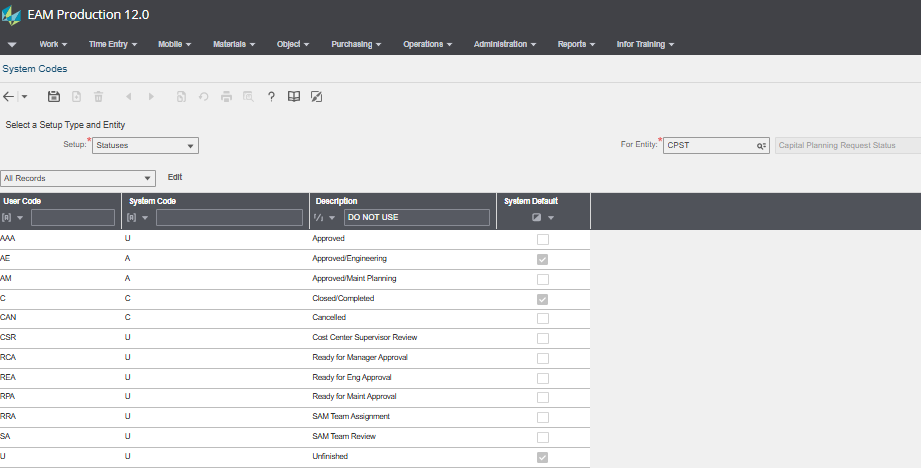 EAM Production 12.0
Work Time Entry Mobile Materials Object Purchasing Operations Administration Reports Infor Training
System Codes
?
Select a Setup Type and Entity
Setup:* Statuses For Entity:* CPST Capital Planning Request Status
All Records Edit
User Code System Code Description System Default
DO NOT USE
AAA U Approved
AE A Approved/Engineering
AM A Approved/Maint Planning
C C Closed/Completed
CAN C Cancelled
CSR U Cost Center Supervisor Review
RCA U Ready for Manager Approval
REA U Ready for Eng Approval
RPA U Ready for Maint Approval
RRA U SAM Team Assignment
SA U SAM Team Review
U U Unfinished